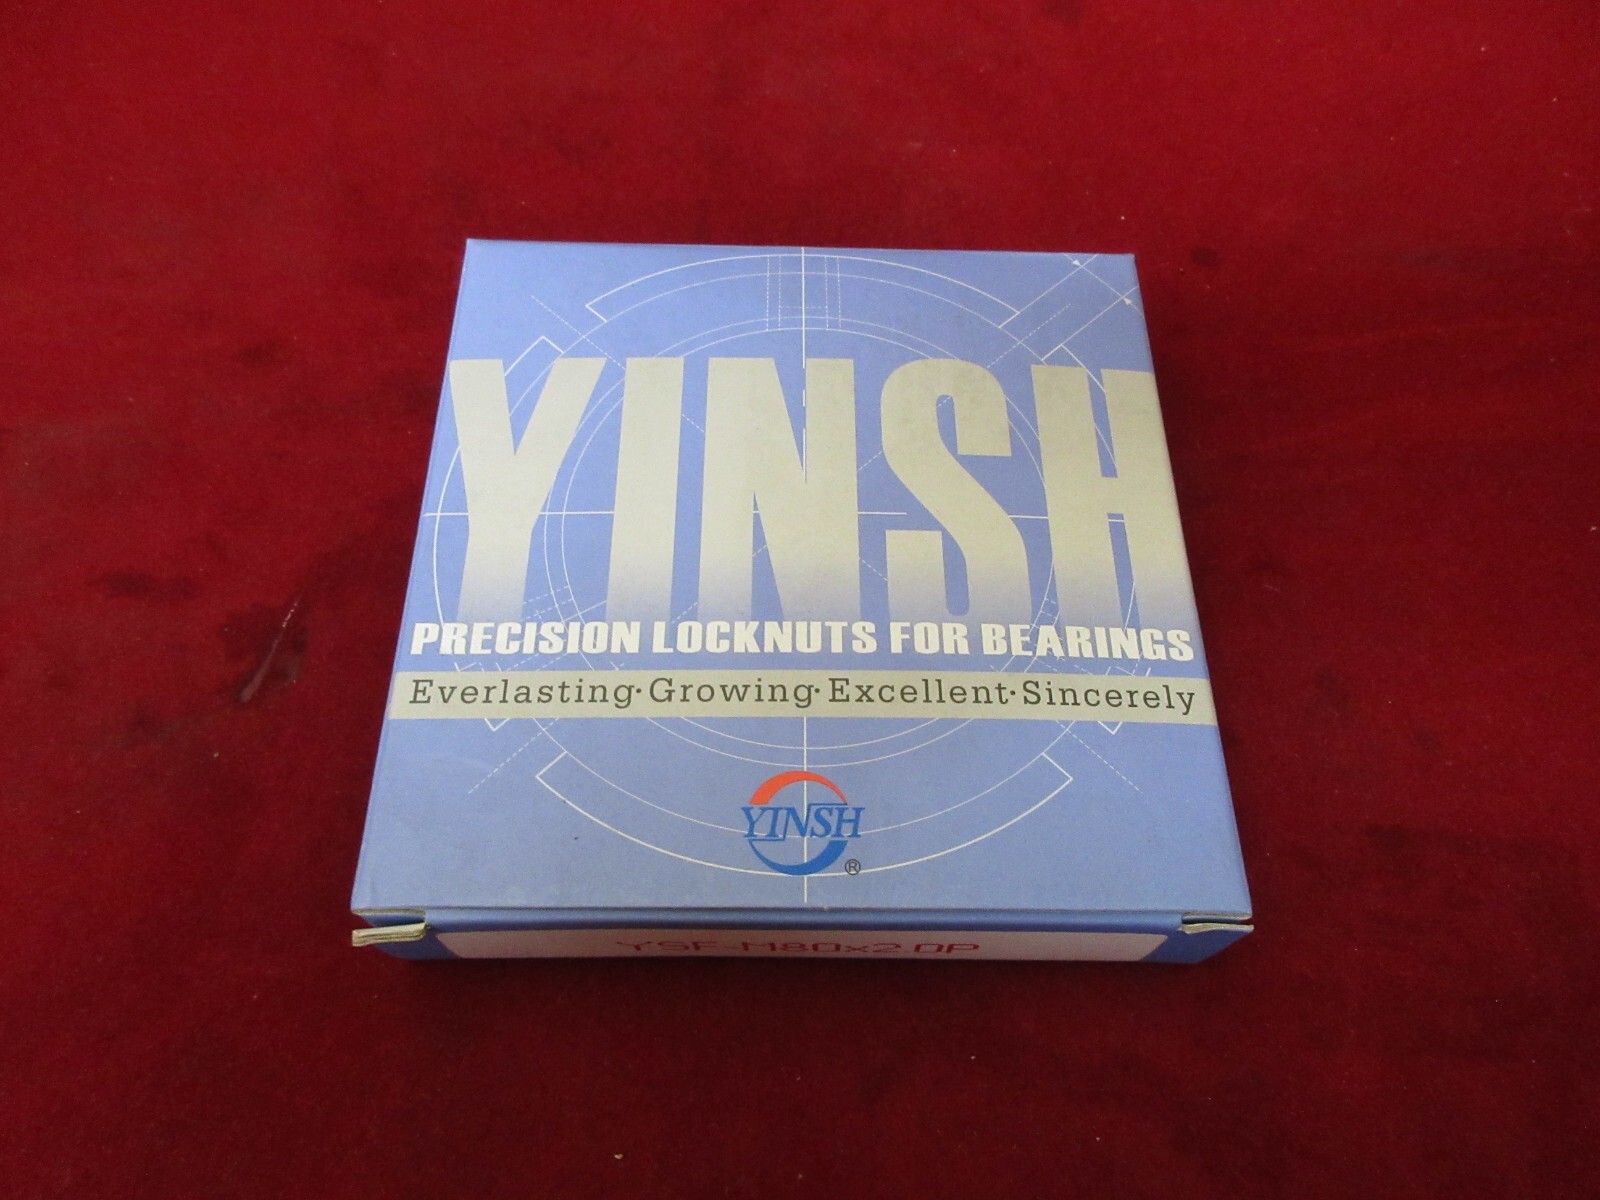 YINSH
PRECISION LOCKNUTS FOR BEARINGS
Everlasting·Growing·Excellent·Sincerely
YINSH
®
YSF-M80x2.0P